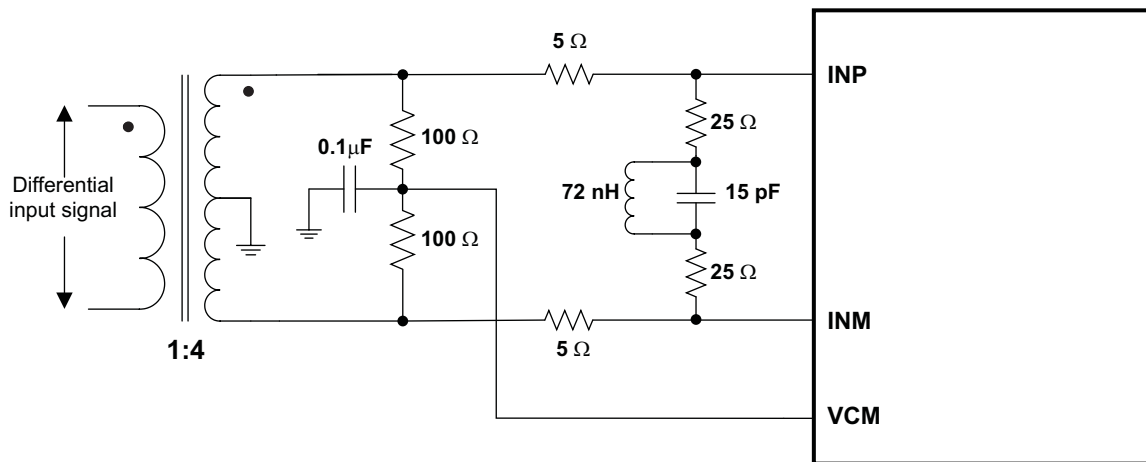 5 Ω
INP
25 Ω
100 Ω
0.1μF
72 nH
15 pF
Differential
input signal
100 Ω
25 Ω
INM
5 Ω
1:4
VCM